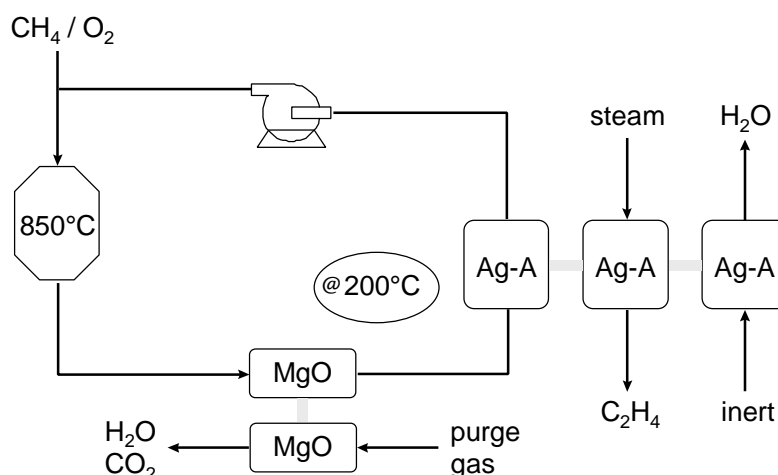 CH₄ / O₂
steam
H₂O
850°C
Ag-A
Ag-A
Ag-A
@ 200°C
MgO
C₂H₄
inert
H₂O
CO₂
MgO
purge
gas